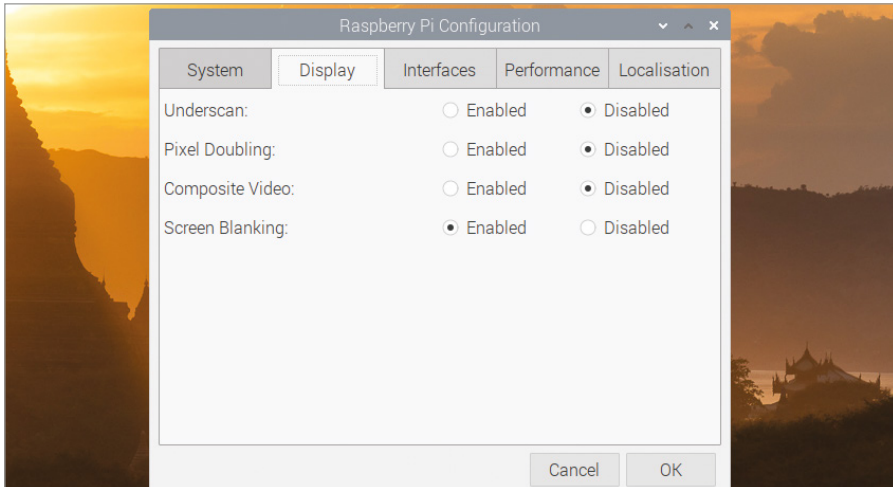 Raspberry Pi Configuration
System Display Interfaces Performance Localisation
Underscan: Enabled Disabled
Pixel Doubling: Enabled Disabled
Composite Video: Enabled Disabled
Screen Blanking: Enabled Disabled
Cancel OK